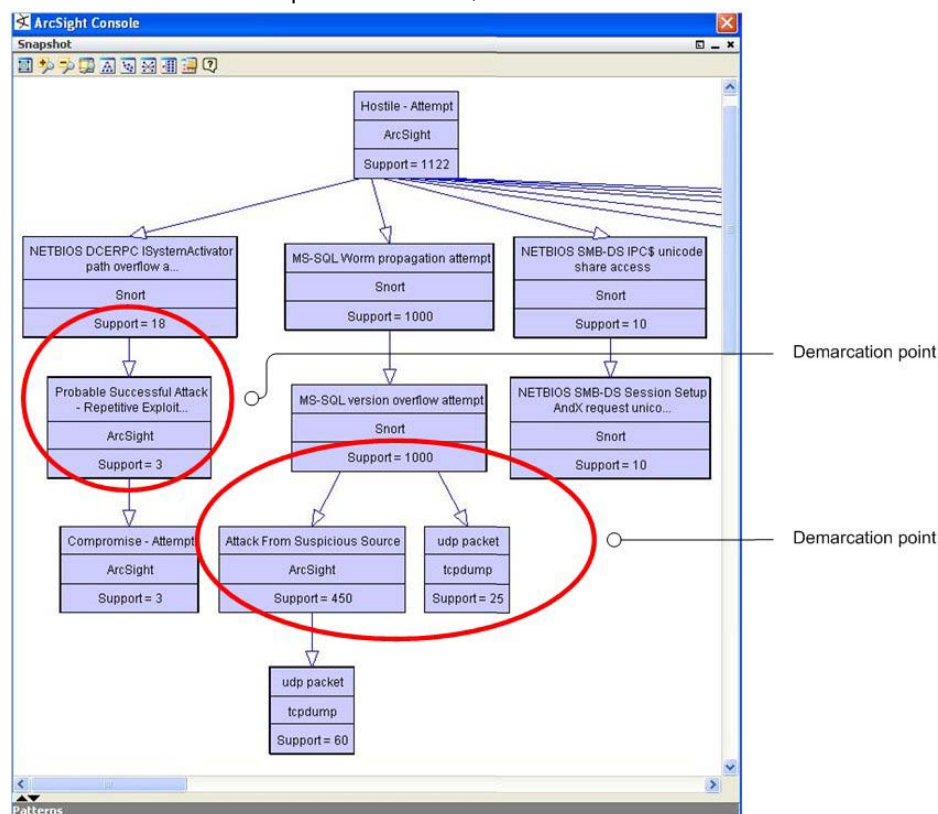 ArcSight Console
Snapshot
Hostile - Attempt
ArcSight
Support = 1122
NETBIOS DCERPC ISystemActivator
path overflow a...
Snort
Support = 18
MS-SQL Worm propagation attempt
Snort
Support = 1000
NETBIOS SMB-DS IPC$ unicode
share access
Snort
Support = 10
Demarcation point
Probable Successful Attack
- Repetitive Exploit...
ArcSight
Support = 3
MS-SQL version overflow attempt
Snort
Support = 1000
NETBIOS SMB-DS Session Setup
AndX request unico...
Snort
Support = 10
Demarcation point
Compromise - Attempt
ArcSight
Support = 3
Attack From Suspicious Source
ArcSight
Support = 450
udp packet
tcpdump
Support = 25
udp packet
tcpdump
Support = 60
Patterns